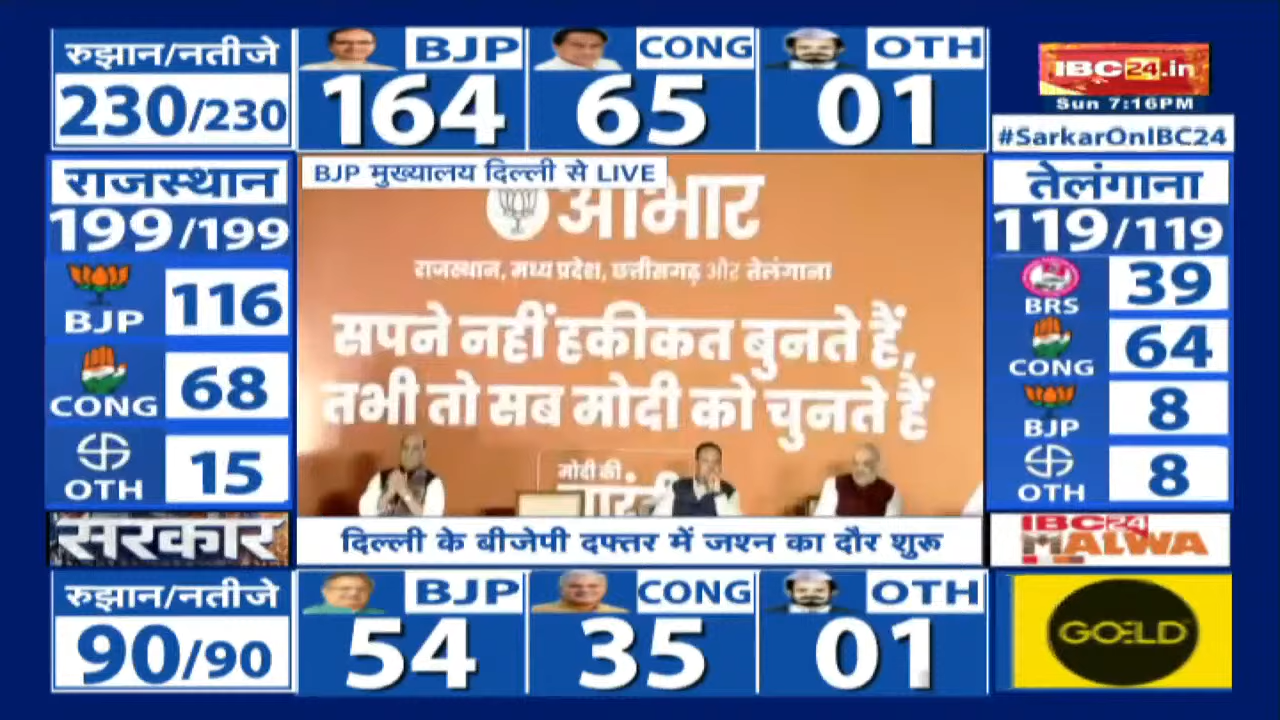 रुझान/नतीजे
230/230
BJP
164
CONG
65
OTH
01
IBC24.in
Sun 7:16PM
#SarkarOnIBC24
राजस्थान
199/199
BJP
116
CONG
68
OTH
15
सरकार
BJP मुख्यालय दिल्ली से LIVE
आभार
राजस्थान, मध्य प्रदेश, छत्तीसगढ़ और तेलंगाना
सपने नहीं हकीकत बुनते हैं,
तभी तो सब मोदी को चुनते हैं
मोदी की
गारंटी
दिल्ली के बीजेपी दफ्तर में जश्न का दौर शुरू
तेलंगाना
119/119
BRS
39
CONG
64
BJP
8
OTH
8
IBC24
MALWA
रुझान/नतीजे
90/90
BJP
54
CONG
35
OTH
01
GOELD